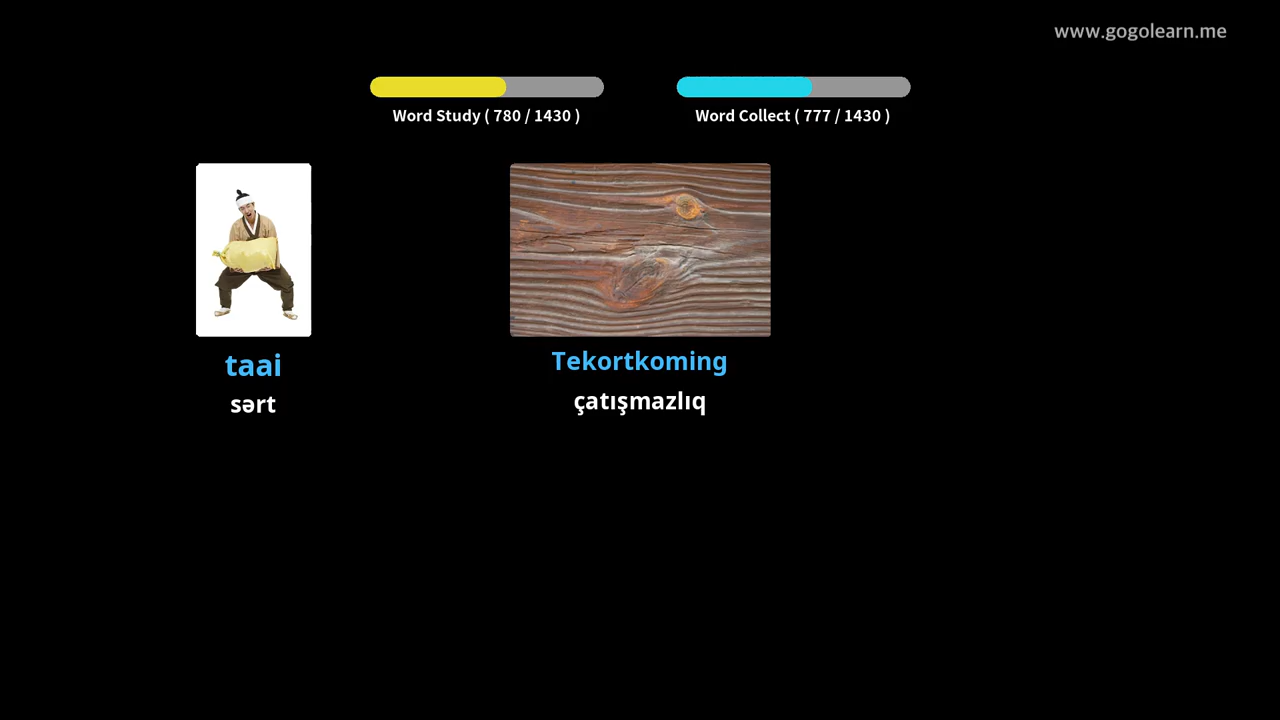 www.gogolearn.me
Word Study ( 780 / 1430 )
Word Collect ( 777 / 1430 )
taai
sərt
Tekortkoming
çatışmazlıq